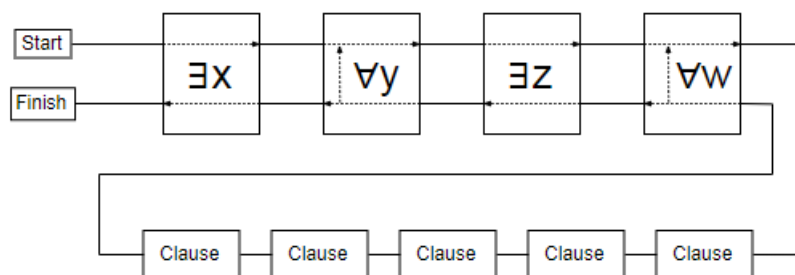 Start
∃x
∀y
∃z
∀w
Finish
Clause
Clause
Clause
Clause
Clause